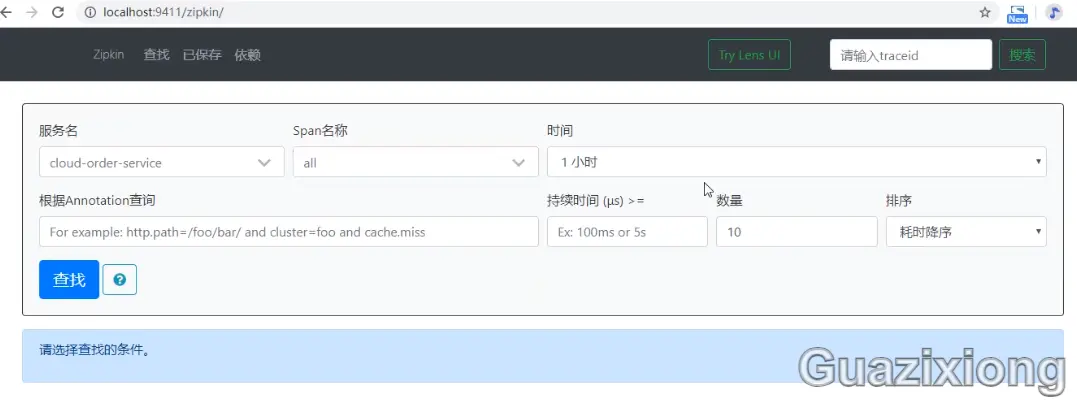 localhost:9411/zipkin/
New
Zipkin 查找 已保存 依赖 Try Lens UI 请输入traceid 搜索
服务名 Span名称 时间
cloud-order-service all 1 小时
根据Annotation查询 持续时间 (μs) >= 数量 排序
For example: http.path=/foo/bar/ and cluster=foo and cache.miss Ex: 100ms or 5s 10 耗时降序
查找 ?
请选择查找的条件。
Guazixiong